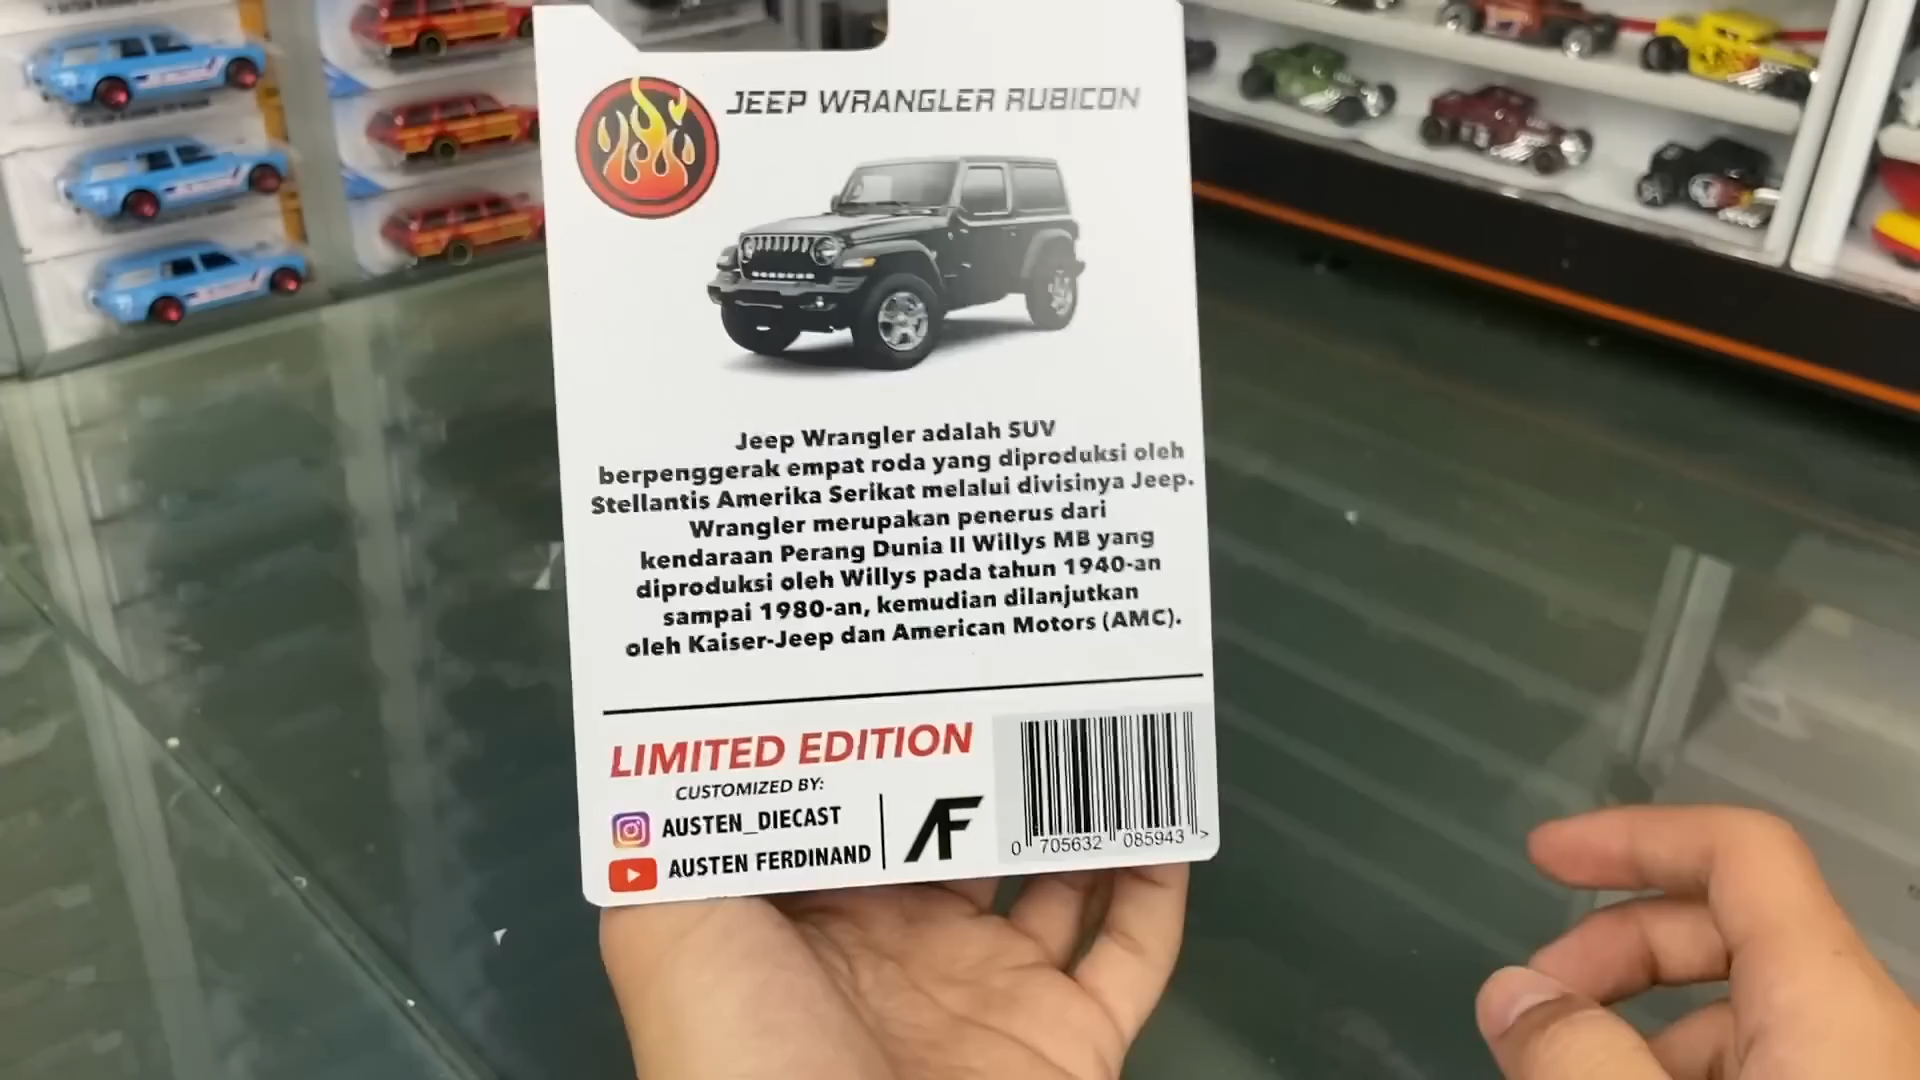 JEEP WRANGLER RUBICON
Jeep Wrangler adalah SUV
berpenggerak empat roda yang diproduksi oleh
Stellantis Amerika Serikat melalui divisinya Jeep.
Wrangler merupakan penerus dari
kendaraan Perang Dunia II Willys MB yang
diproduksi oleh Willys pada tahun 1940-an
sampai 1980-an, kemudian dilanjutkan
oleh Kaiser-Jeep dan American Motors (AMC).
LIMITED EDITION
CUSTOMIZED BY:
AUSTEN_DIECAST
AUSTEN FERDINAND
AF
0 705632 085943 >